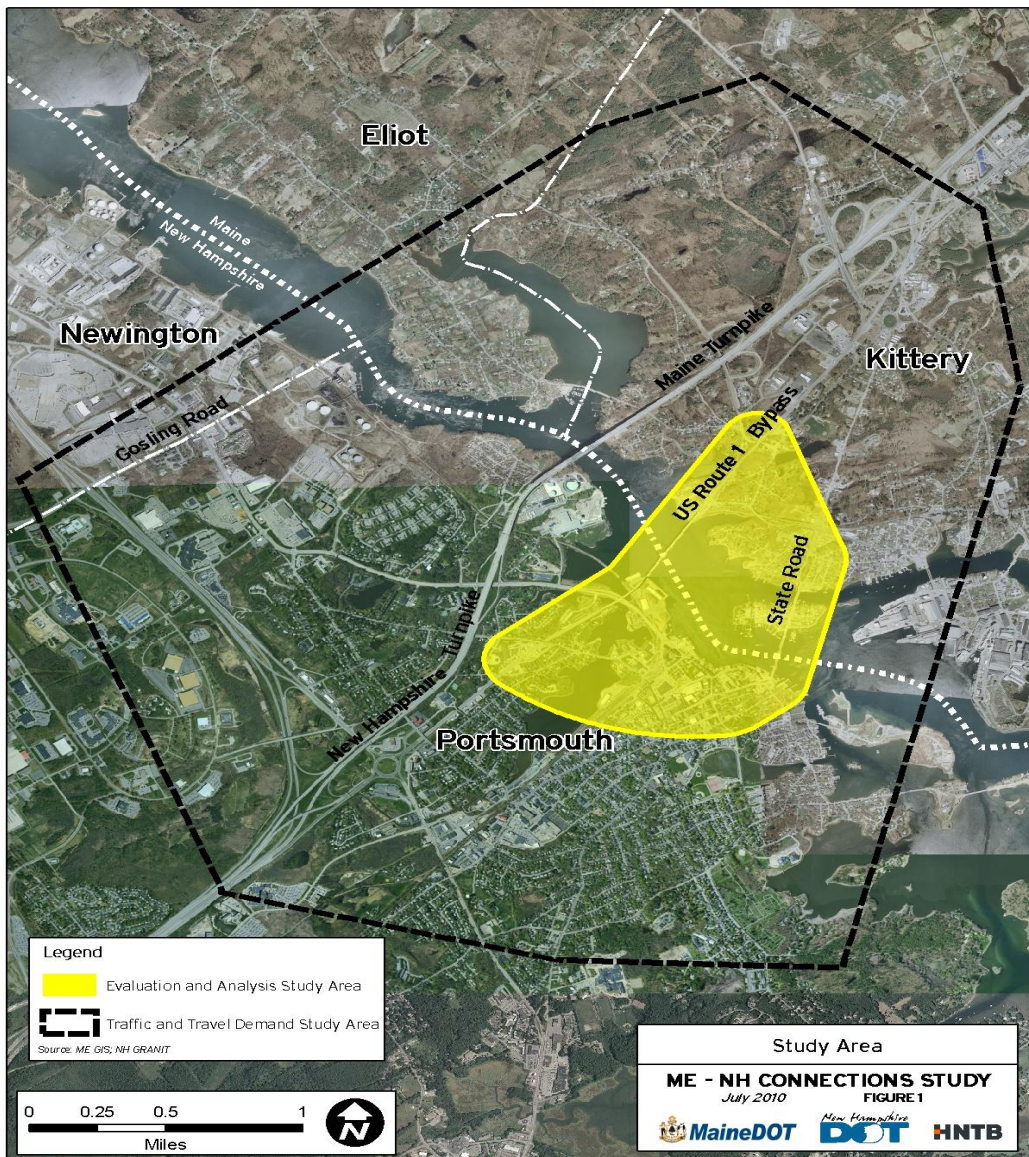 Eliot
Maine
New Hampshire
Newington
Maine Turnpike
Kittery
Gosling Road
US Route 1 Bypass
State Road
New Hampshire Turnpike
Portsmouth
Legend
Evaluation and Analysis Study Area
Traffic and Travel Demand Study Area
Source: ME GIS; NH GRANIT
0 0.25 0.5 1
Miles
N
Study Area
ME - NH CONNECTIONS STUDY
July 2010 FIGURE 1
MaineDOT
New Hampshire
DOT
HNTB